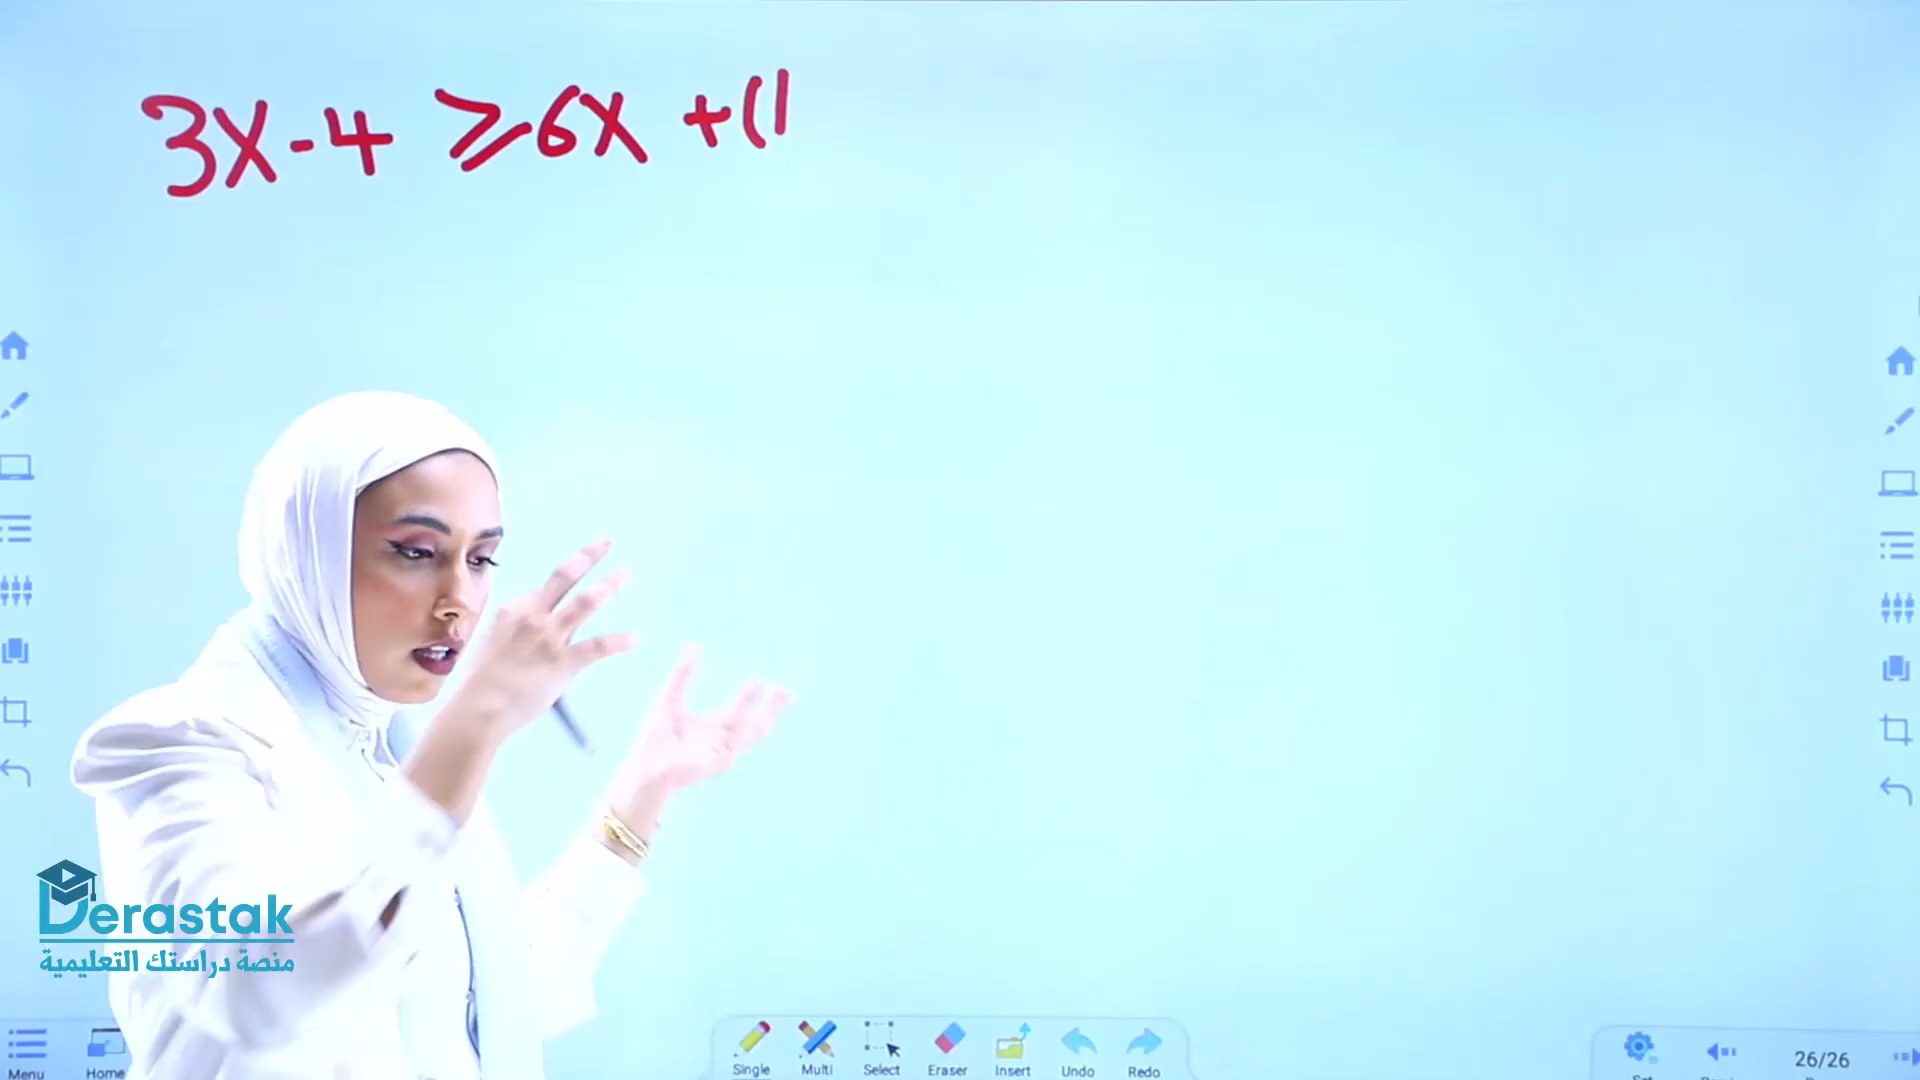 3x-4 ≥ 6x + 11
Derastak
منصة دراستك التعليمية
Menu
Home
Single
Multi
Select
Eraser
Insert
Undo
Redo
26/26